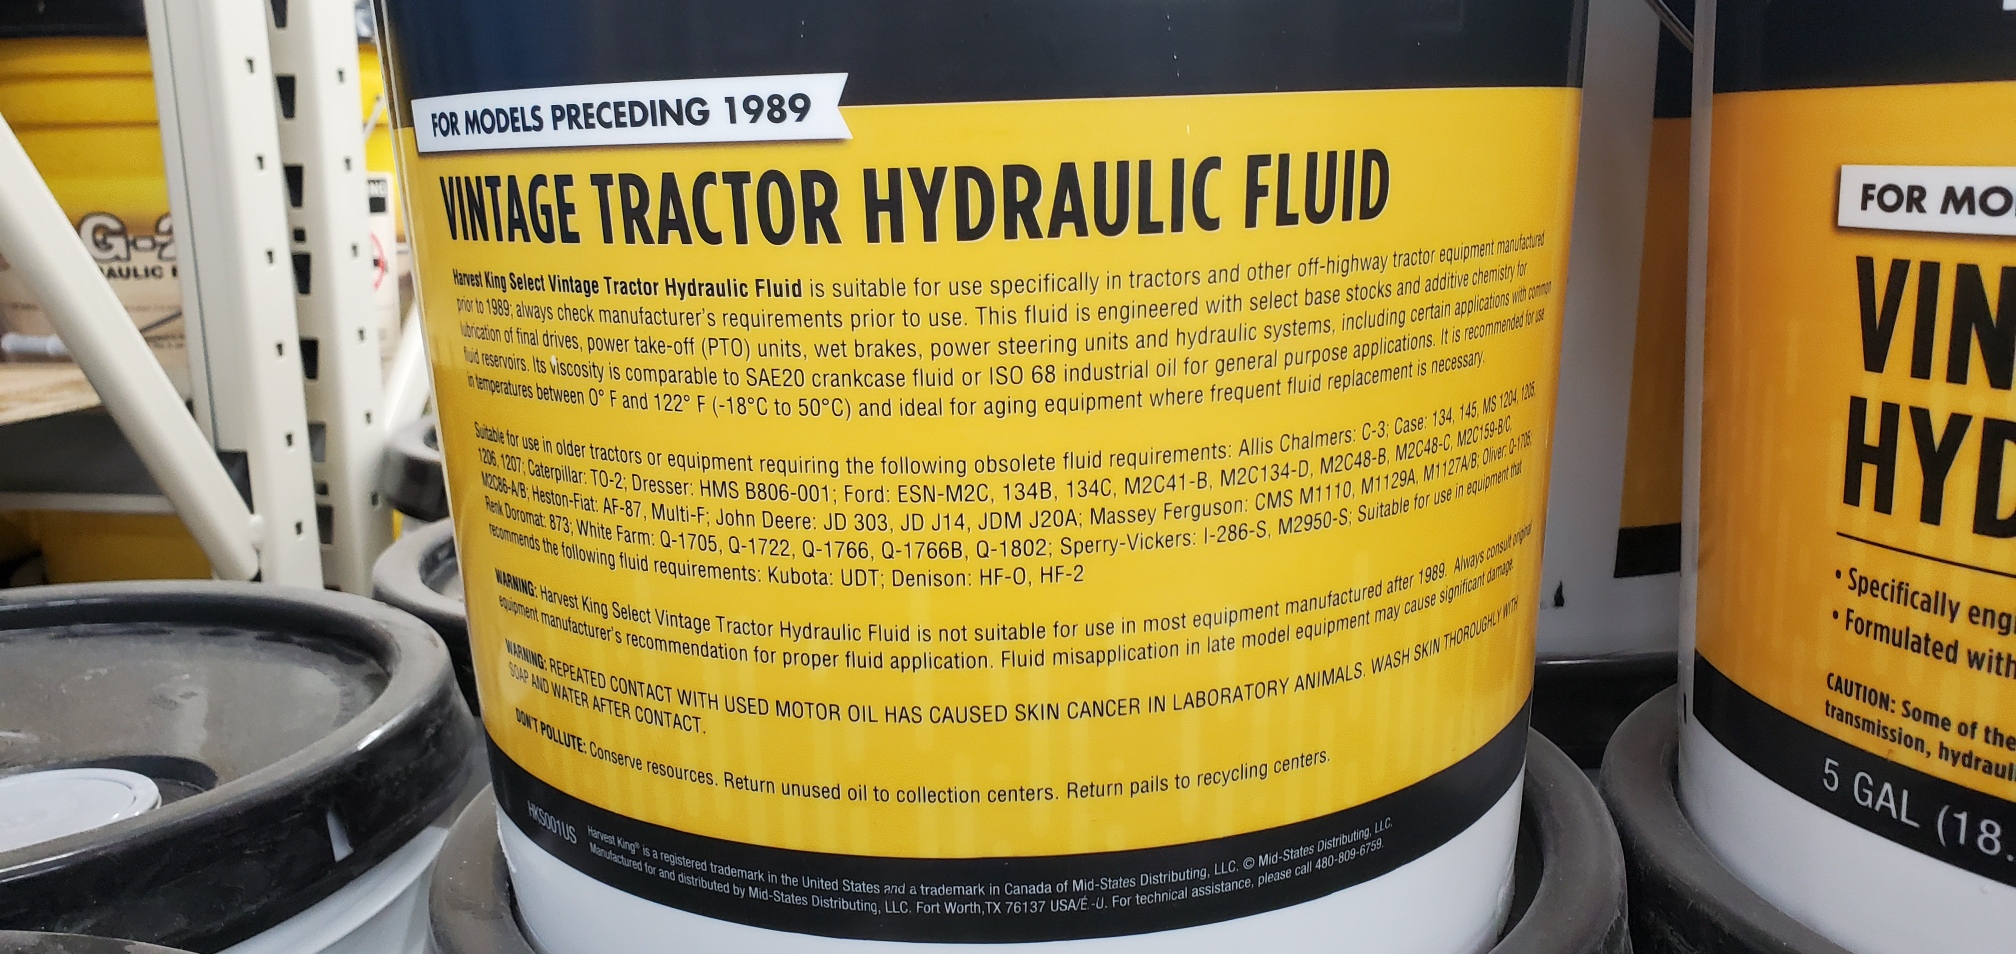 FOR MODELS PRECEDING 1989
VINTAGE TRACTOR HYDRAULIC FLUID
Harvest King Select Vintage Tractor Hydraulic Fluid is suitable for use specifically in tractors and other off-highway tractor equipment manufactured
prior to 1989; always check manufacturer's requirements prior to use. This fluid is engineered with select base stocks and additive chemistry for
lubrication of final drives, power take-off (PTO) units, wet brakes, power steering units and hydraulic systems, including certain applications with common
fluid reservoirs. Its viscosity is comparable to SAE20 crankcase fluid or ISO 68 industrial oil for general purpose applications. It is recommended for use
in temperatures between 0° F and 122° F (-18°C to 50°C) and ideal for aging equipment where frequent fluid replacement is necessary.
Suitable for use in older tractors or equipment requiring the following obsolete fluid requirements: Allis Chalmers: C-3; Case: 134, 145, MS 1204, 1205,
1206, 1207; Caterpillar: TO-2; Dresser: HMS B806-001; Ford: ESN-M2C, 134B, 134C, M2C41-B, M2C134-D, M2C48-B, M2C48-C, M2C159-B/C,
M2C86-A/B; Heston-Fiat: AF-87, Multi-F; John Deere: JD 303, JD J14, JDM J20A; Massey Ferguson: CMS M1110, M1129A, M1127A/B; Oliver: Q-1705;
Renk Doromat: 873; White Farm: Q-1705, Q-1722, Q-1766, Q-1766B, Q-1802; Sperry-Vickers: I-286-S, M2950-S; Suitable for use in equipment that
recommends the following fluid requirements: Kubota: UDT; Denison: HF-O, HF-2
WARNING: Harvest King Select Vintage Tractor Hydraulic Fluid is not suitable for use in most equipment manufactured after 1989. Always consult original
equipment manufacturer's recommendation for proper fluid application. Fluid misapplication in late model equipment may cause significant damage.
WARNING: REPEATED CONTACT WITH USED MOTOR OIL HAS CAUSED SKIN CANCER IN LABORATORY ANIMALS. WASH SKIN THOROUGHLY WITH
SOAP AND WATER AFTER CONTACT.
DON'T POLLUTE: Conserve resources. Return unused oil to collection centers. Return pails to recycling centers.
HKS001US
Harvest King® is a registered trademark in the United States and a trademark in Canada of Mid-States Distributing, LLC. © Mid-States Distributing, LLC.
Manufactured for and distributed by Mid-States Distributing, LLC. Fort Worth,TX 76137 USA/É.-U. For technical assistance, please call 480-809-6759.
FOR MO
VIN
HYD
• Specifically eng
• Formulated with
CAUTION: Some of the
transmission, hydrauli
5 GAL (18.
G-2
AULIC